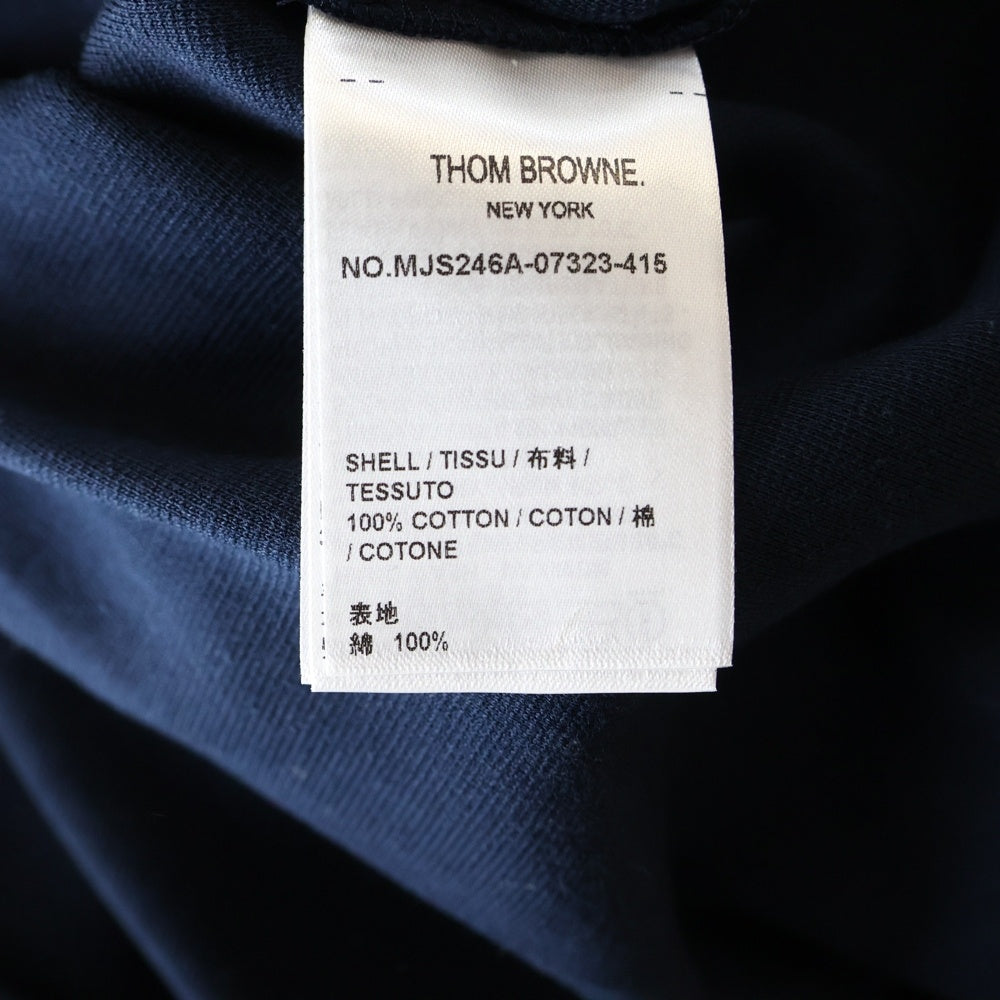 THOM BROWNE.
NEW YORK
NO.MJS246A-07323-415
SHELL / TISSU / 布料 /
TESSUTO
100% COTTON / COTON / 棉
/ COTONE
表地
綿 100%